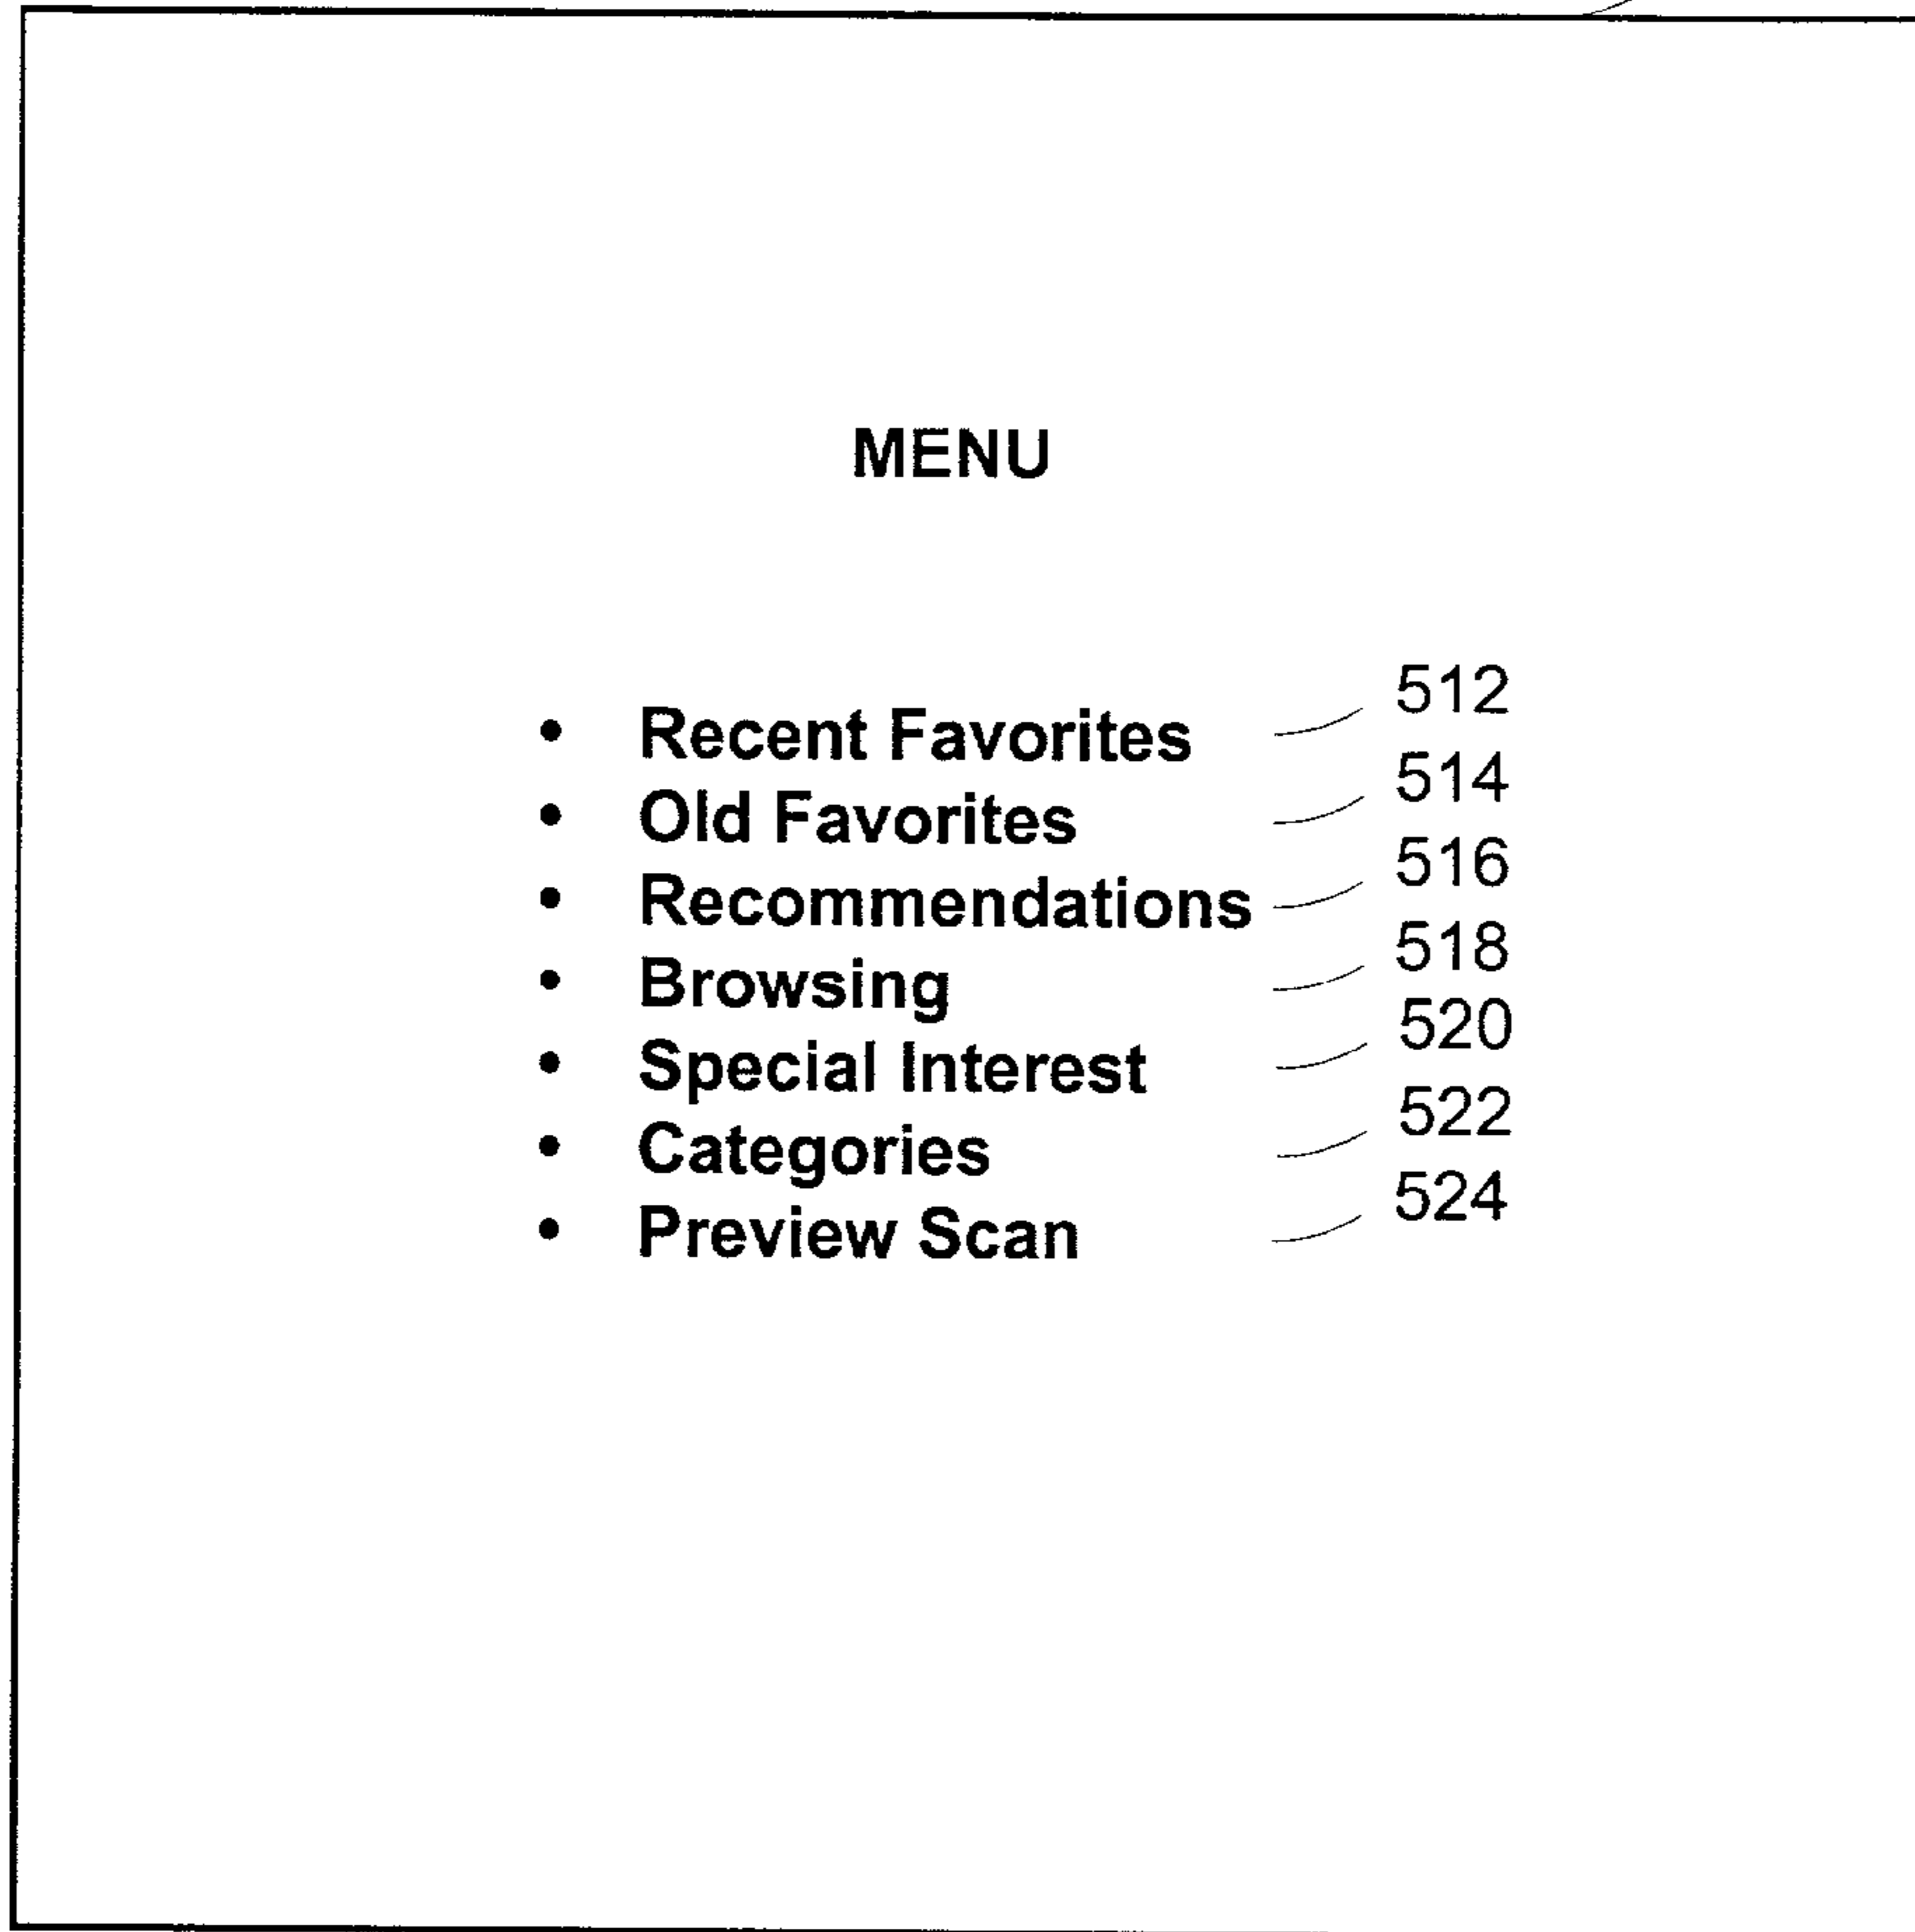 MENU
• Recent Favorites 512
• Old Favorites 514
• Recommendations 516
• Browsing 518
• Special Interest 520
• Categories 522
• Preview Scan 524